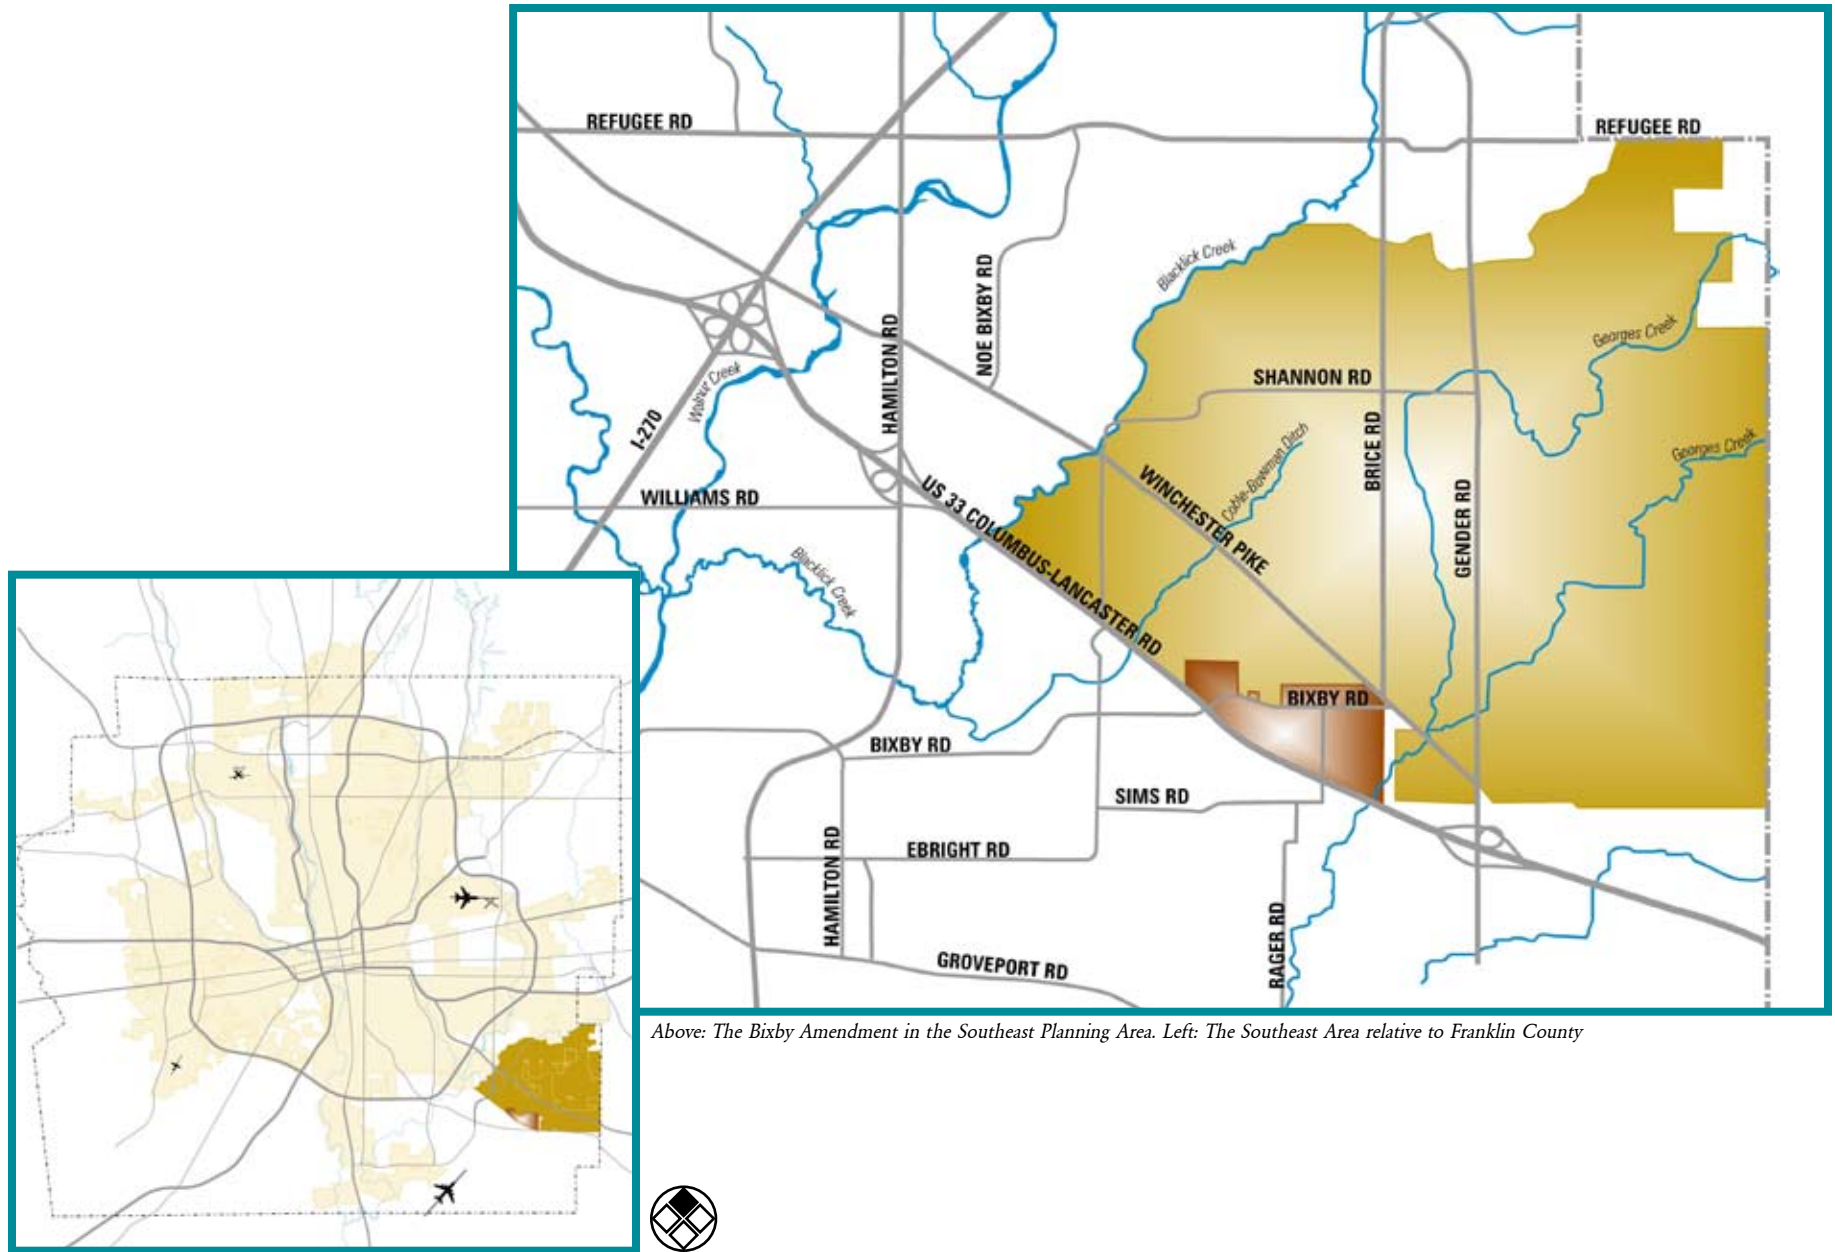 REFUGEE RD
REFUGEE RD
Blacklick Creek
NOE BIXBY RD
HAMILTON RD
Georges Creek
Walnut Creek
SHANNON RD
I-270
BRICE RD
Coble-Bowman Ditch
Georges Creek
WILLIAMS RD
US 33 COLUMBUS-LANCASTER RD
WINCHESTER PIKE
GENDER RD
Blacklick Creek
BIXBY RD
BIXBY RD
SIMS RD
HAMILTON RD
EBRIGHT RD
RAGER RD
GROVEPORT RD
Above: The Bixby Amendment in the Southeast Planning Area. Left: The Southeast Area relative to Franklin County